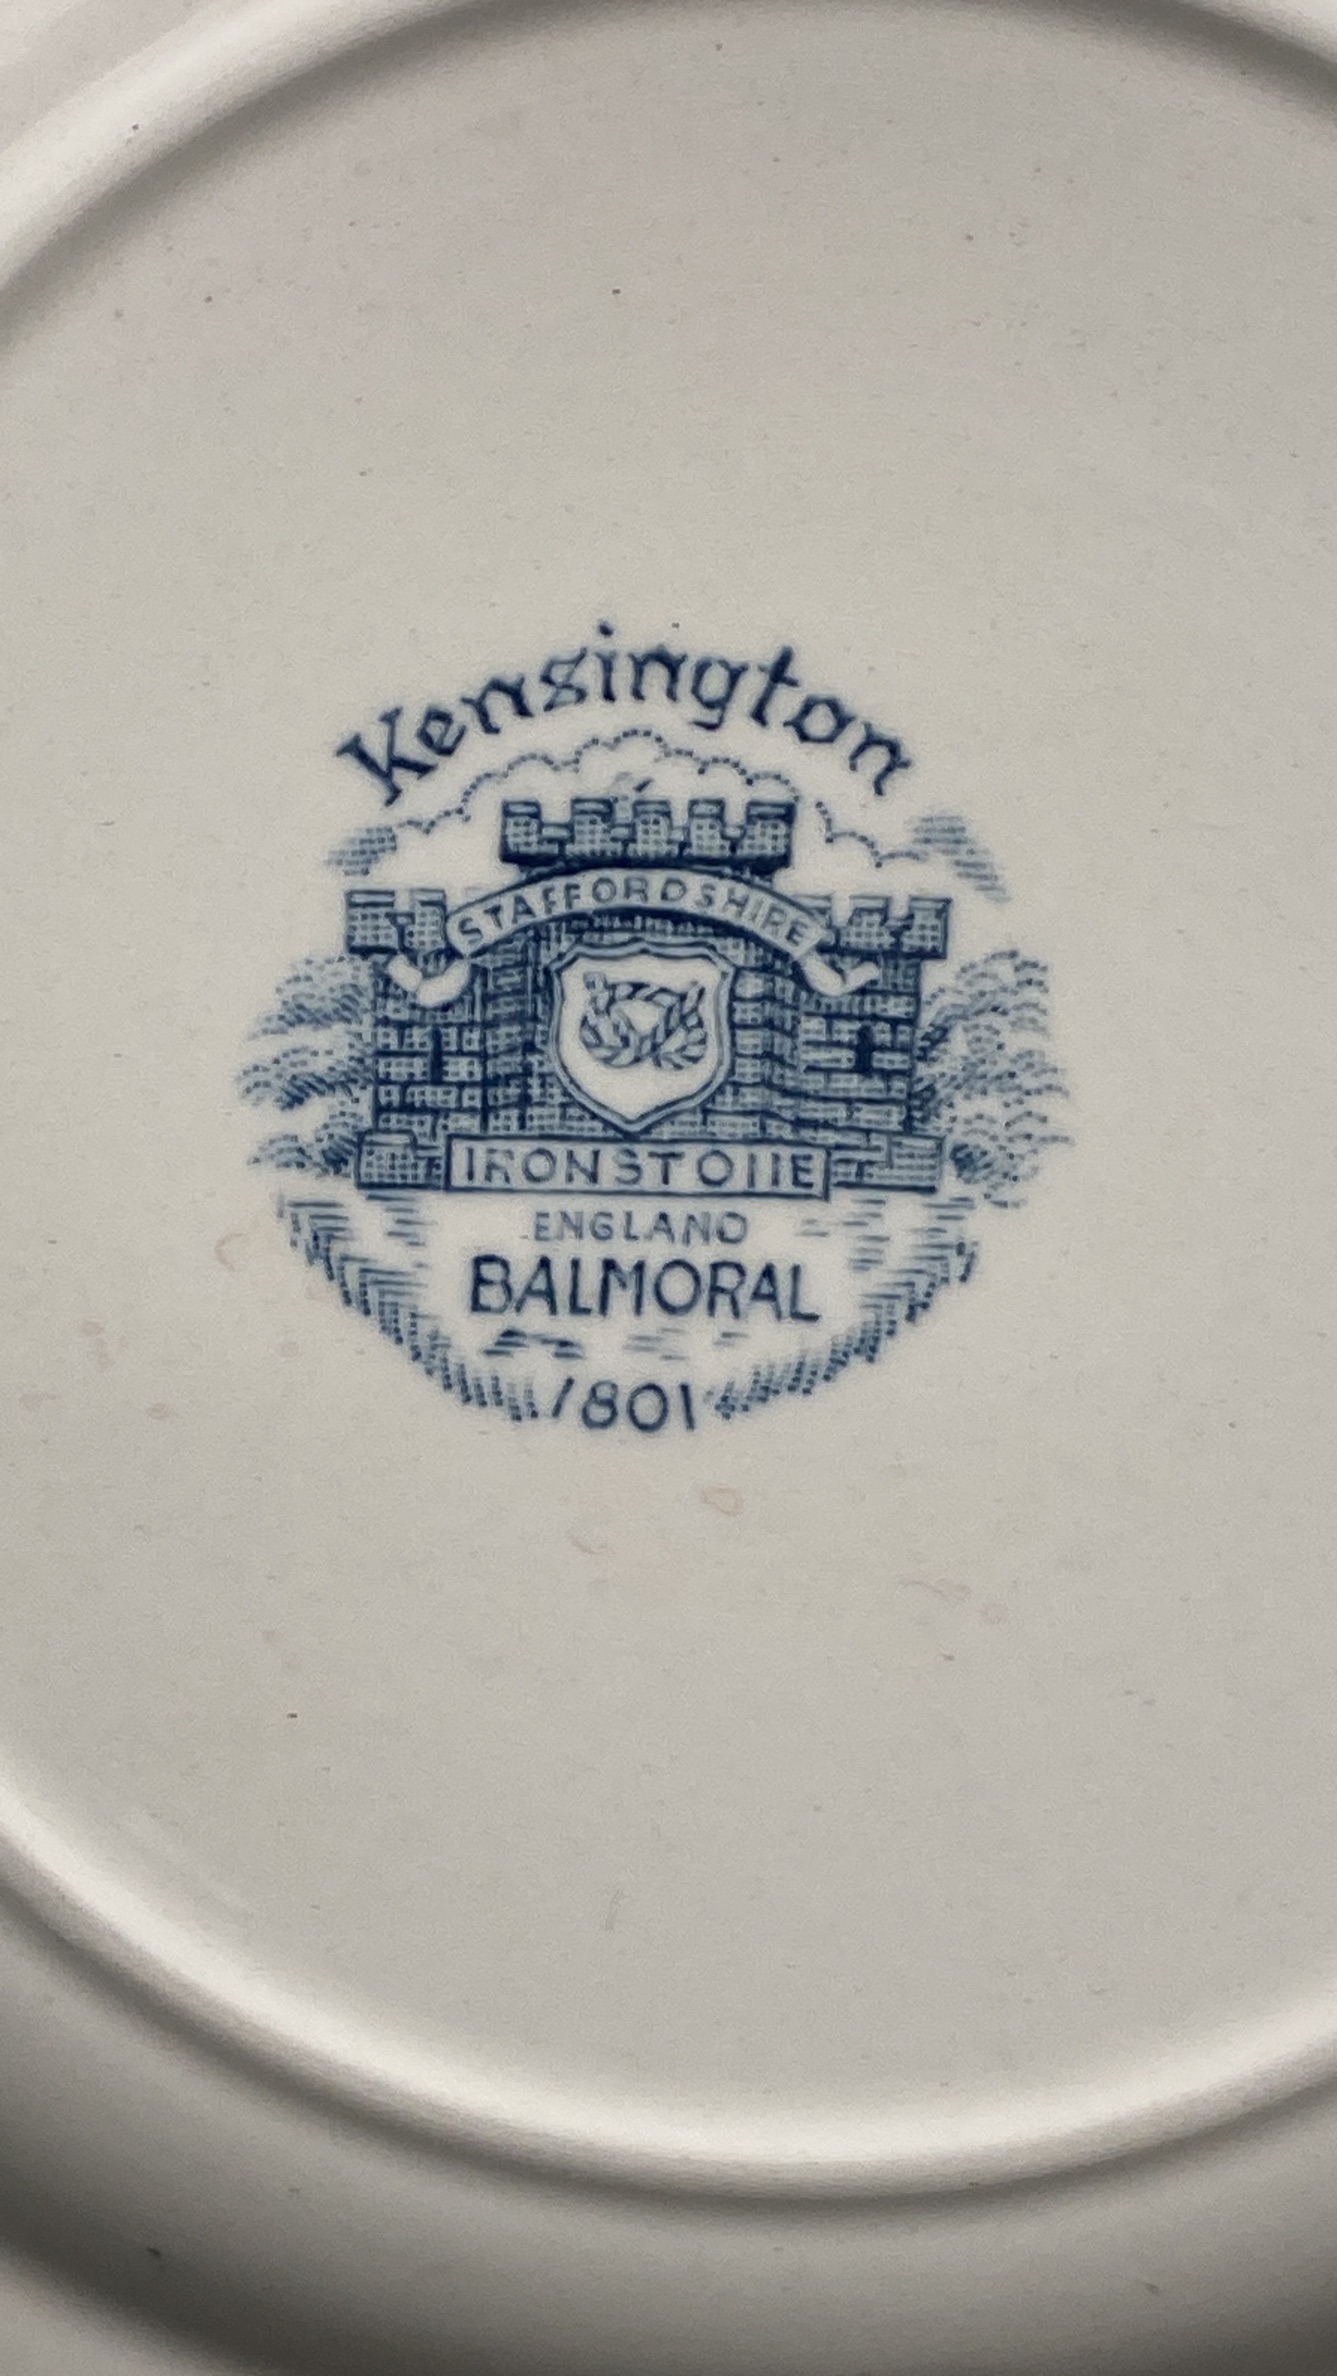 Kensington
STAFFORDSHIRE
IRONSTONE
ENGLAND
BALMORAL
1801